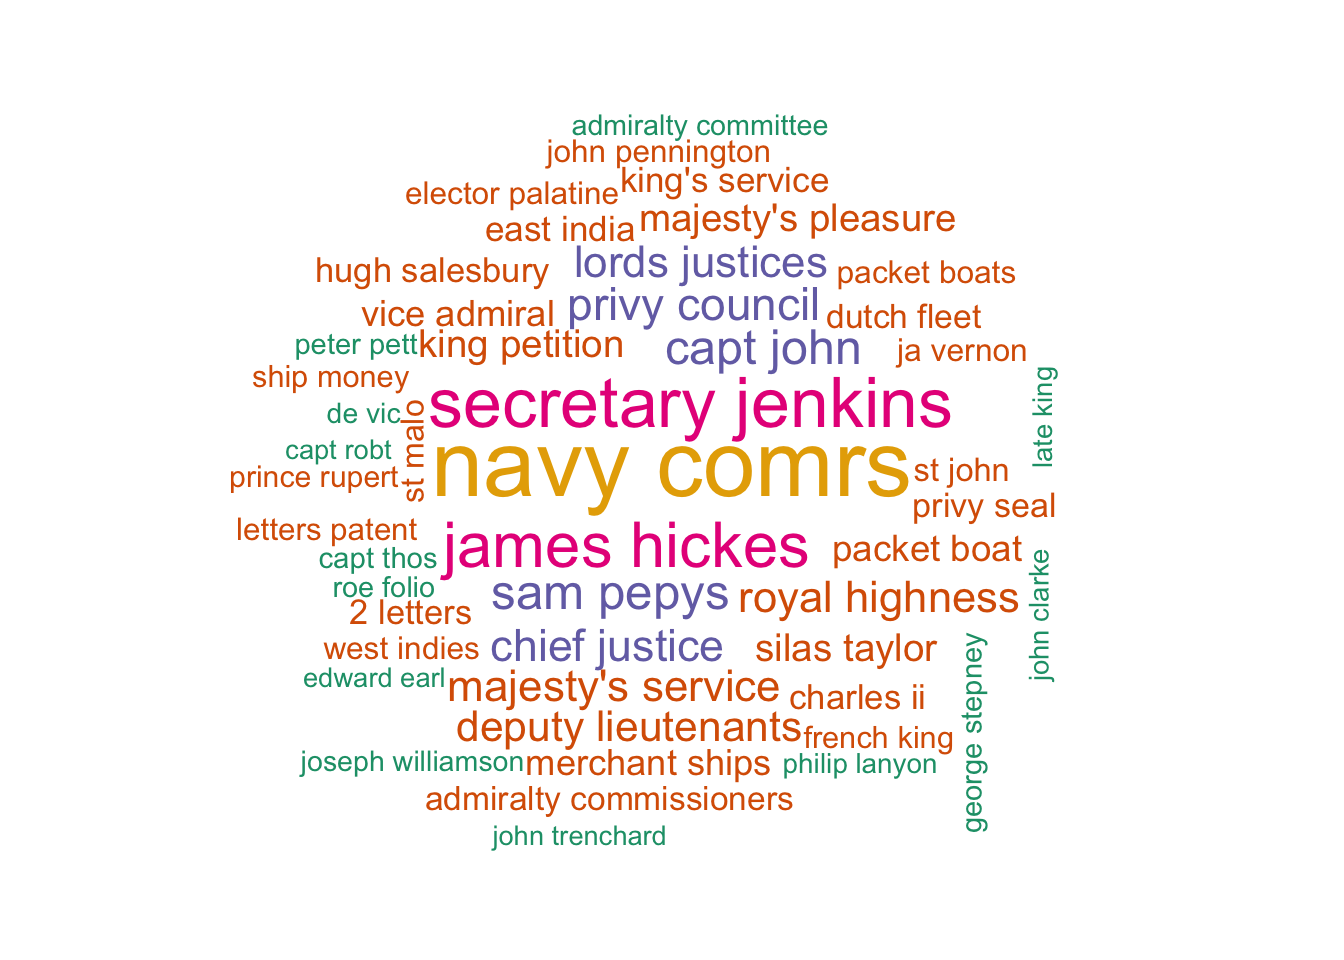 admiralty committee
john pennington
elector palatine
king's service
east india
majesty's pleasure
hugh salesbury
lords justices
packet boats
vice admiral
privy council
dutch fleet
peter pett
king petition
capt john
ja vernon
ship money
secretary jenkins
late king
de vic
st malo
capt robt
navy comrs
prince rupert
st john
privy seal
letters patent
james hickes
packet boat
capt thos
roe folio
sam pepys
royal highness
john clarke
2 letters
west indies
chief justice
silas taylor
george stepney
edward earl
majesty's service
charles ii
deputy lieutenants
french king
joseph williamson
merchant ships
philip lanyon
admiralty commissioners
john trenchard